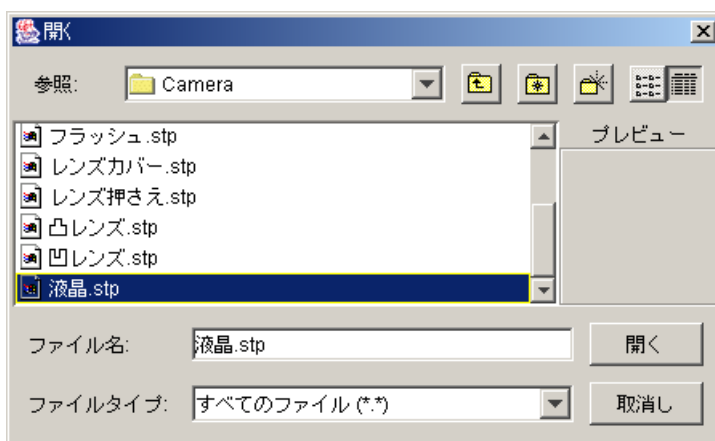 開く
参照: Camera
フラッシュ.stp
プレビュー
レンズカバー.stp
レンズ押さえ.stp
凸レンズ.stp
凹レンズ.stp
液晶.stp
ファイル名: 液晶.stp 開く
ファイルタイプ: すべてのファイル (*.*) 取消し